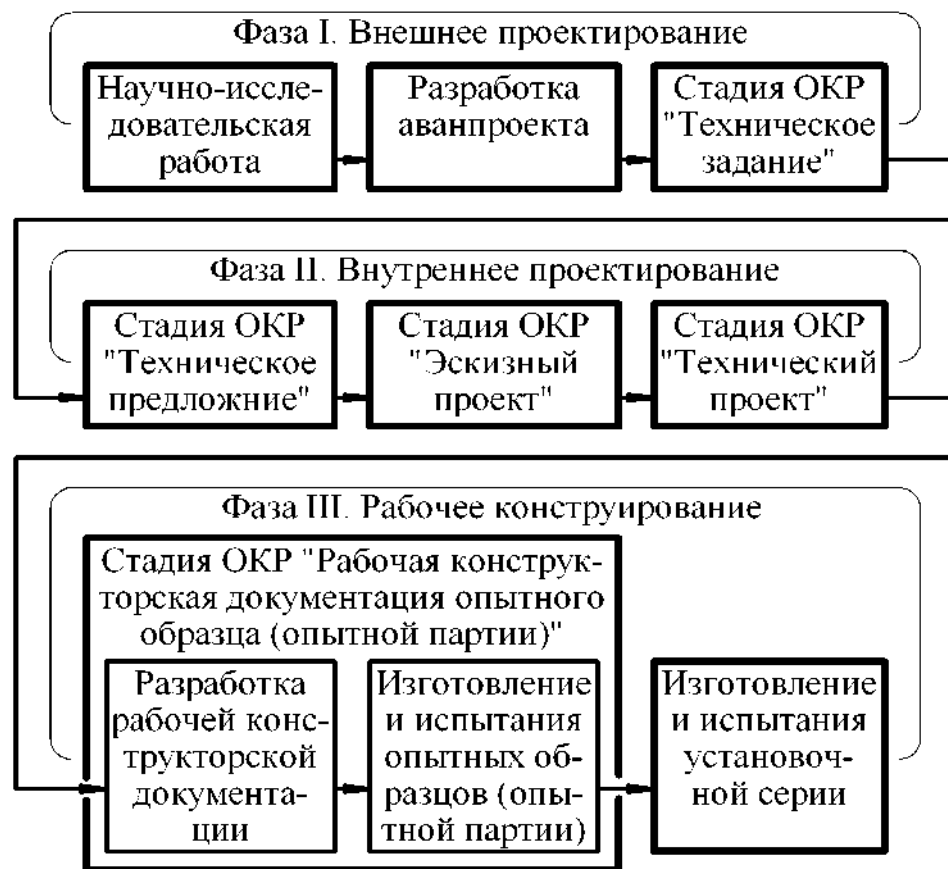 Фаза I. Внешнее проектирование
Научно-иссле-
довательская
работа
Разработка
аванпроекта
Стадия ОКР
"Техническое
задание"
Фаза II. Внутреннее проектирование
Стадия ОКР
"Техническое
предложние"
Стадия ОКР
"Эскизный
проект"
Стадия ОКР
"Технический
проект"
Фаза III. Рабочее конструирование
Стадия ОКР "Рабочая конструк-
торская документация опытного
образца (опытной партии)"
Разработка
рабочей кон-
структорской
документа-
ции
Изготовление
и испытания
опытных об-
разцов (опы-
тной партии)
Изготовление
и испытания
установоч-
ной серии